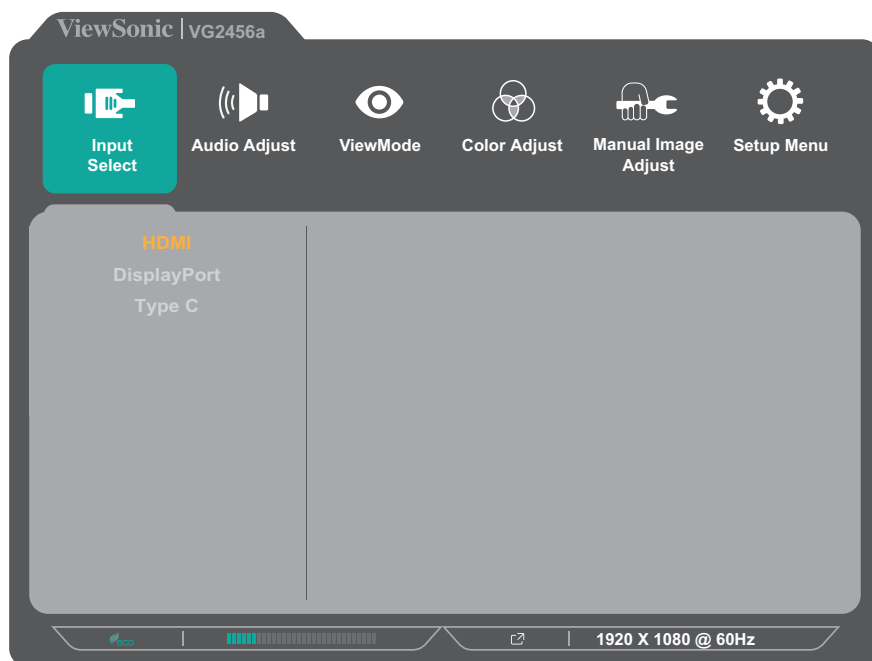 ViewSonic VG2456a
Input Select
Audio Adjust
ViewMode
Color Adjust
Manual Image Adjust
Setup Menu
HDMI
DisplayPort
Type C
eco
1920 X 1080 @ 60Hz